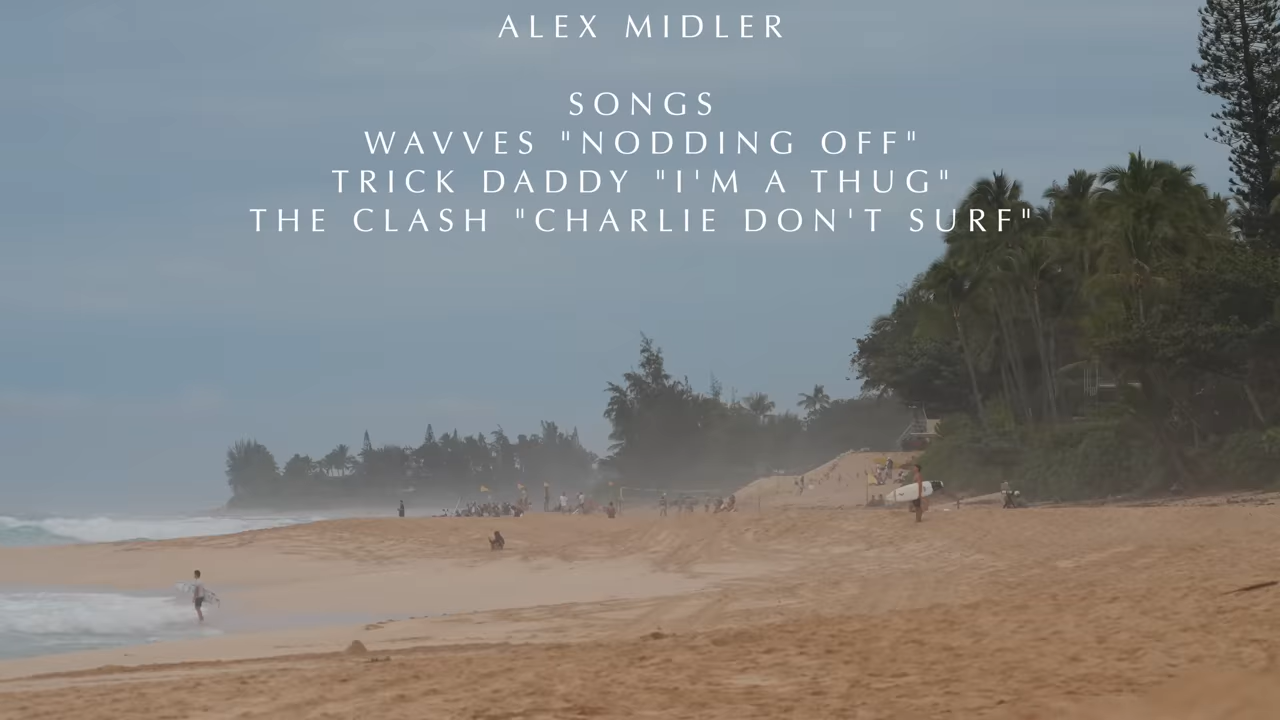 ALEX MIDLER
SONGS
WAVVES "NODDING OFF"
TRICK DADDY "I'M A THUG"
THE CLASH "CHARLIE DON'T SURF"